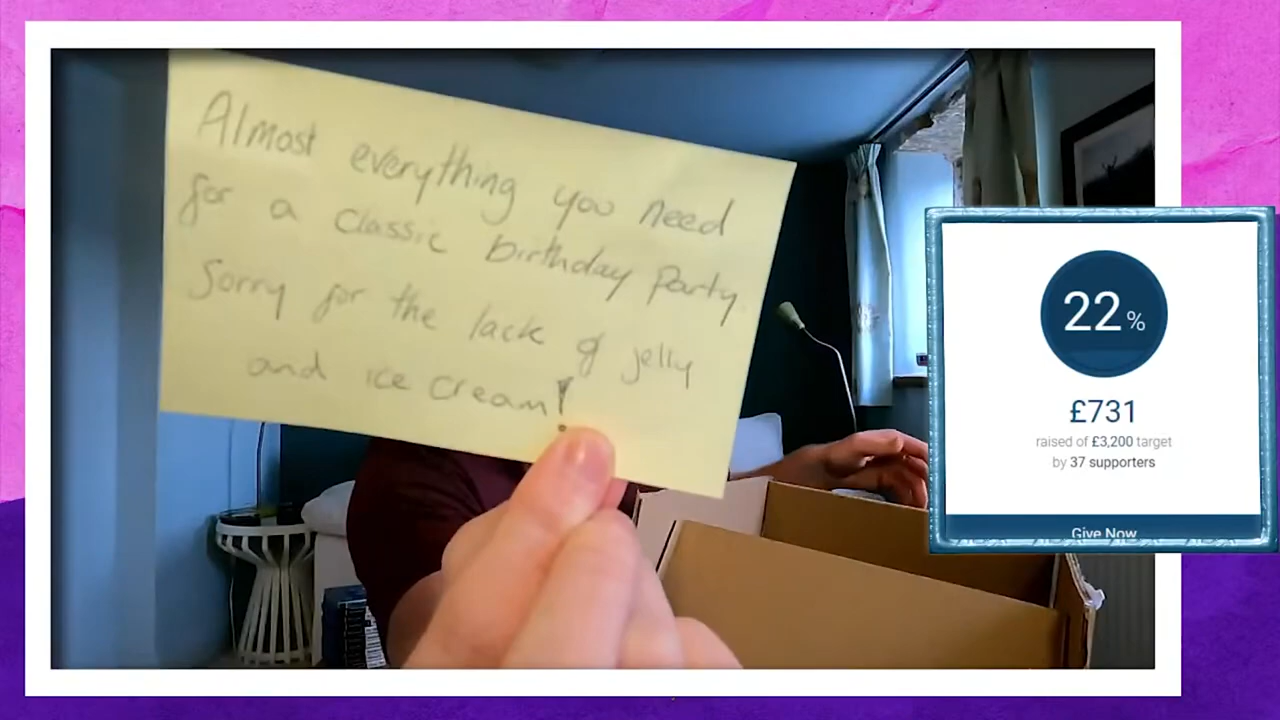 Almost everything you need
for a classic birthday party.
Sorry for the lack of jelly
and ice cream!
22%
£731
raised of £3,200 target
by 37 supporters
Give Now